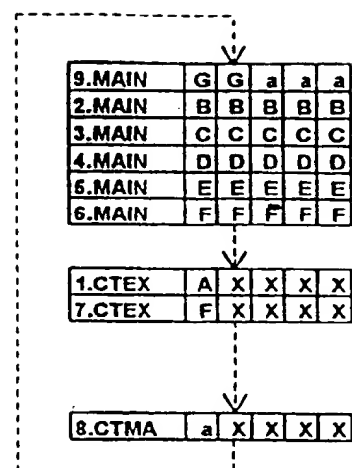 9.MAIN G G a a a
2.MAIN B B B B B
3.MAIN C C C C C
4.MAIN D D D D D
5.MAIN E E E E E
6.MAIN F F F F F
1.CTEX A X X X X
7.CTEX F X X X X
8.CTMA a X X X X